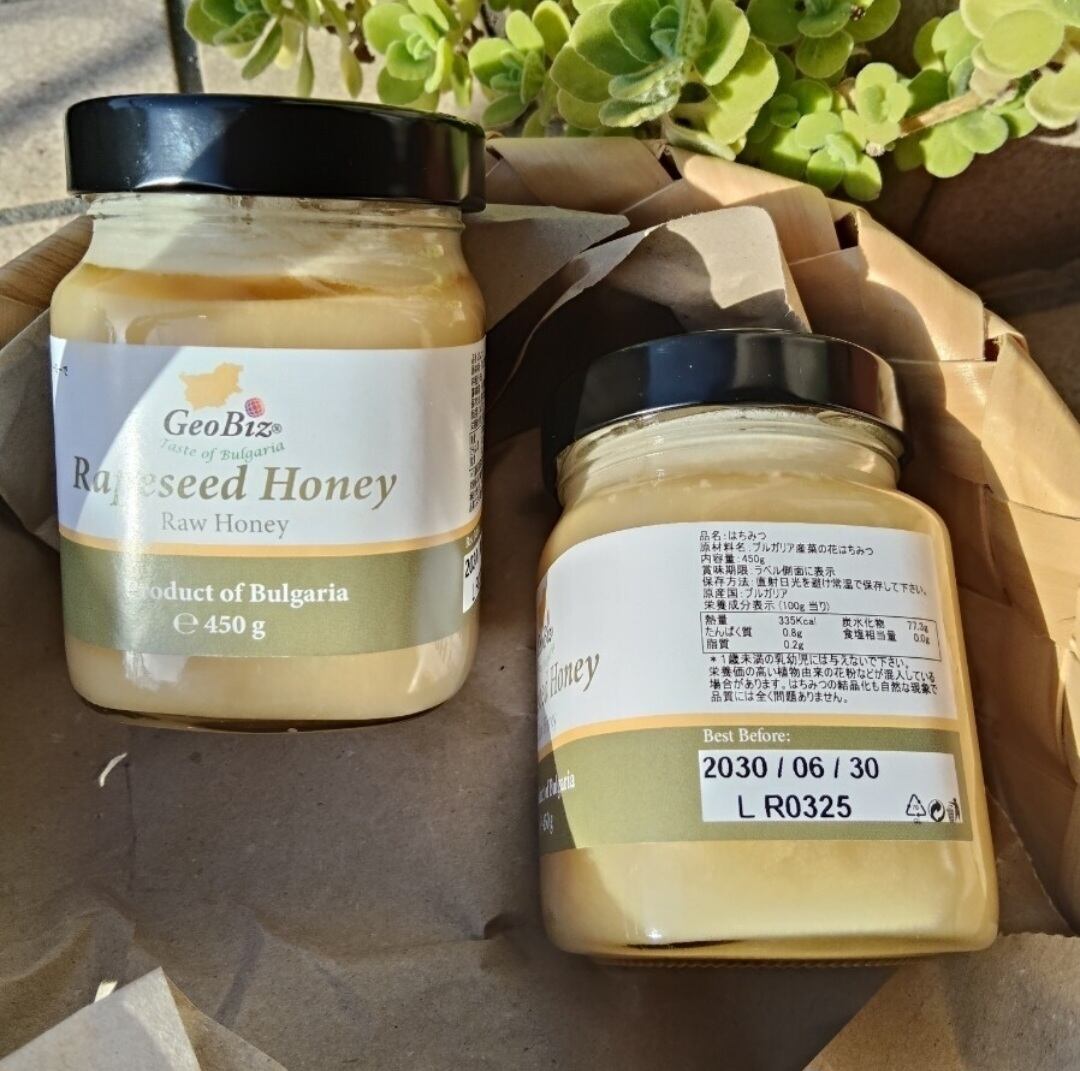 GeoBiz®
Taste of Bulgaria
Rapeseed Honey
Raw Honey
Product of Bulgaria
℮ 450 g
品名:はちみつ
原材料名:ブルガリア産菜の花はちみつ
内容量:450g
賞味期限:ラベル側面に表示
保存方法:直射日光を避け常温で保存して下さい。
原産国:ブルガリア
栄養成分表示(100g 当り)
熱量 335Kcal 炭水化物 77.3g
たんぱく質 0.8g 食塩相当量 0.0g
脂質 0.2g
*1歳未満の乳幼児には与えないで下さい。
栄養価の高い植物由来の花粉などが混入している
場合があります。はちみつの結晶化も自然な現象で
品質には全く問題ありません。
Honey
Best Before:
2030 / 06 / 30
L R0325